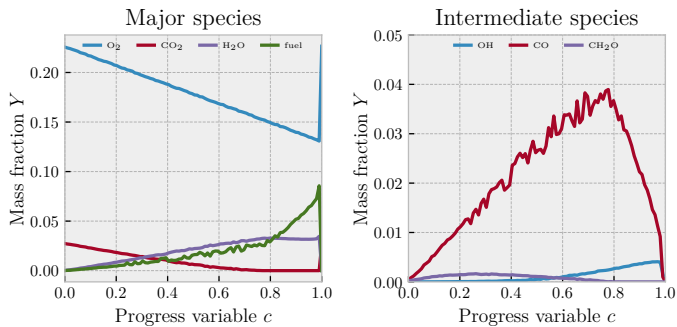 Major species
O2 CO2 H2O fuel
Mass fraction Y
0.20
0.15
0.10
0.05
0.00
0.0 0.2 0.4 0.6 0.8 1.0
Progress variable c
Intermediate species
OH CO CH2O
Mass fraction Y
0.05
0.04
0.03
0.02
0.01
0.00
0.0 0.2 0.4 0.6 0.8 1.0
Progress variable c